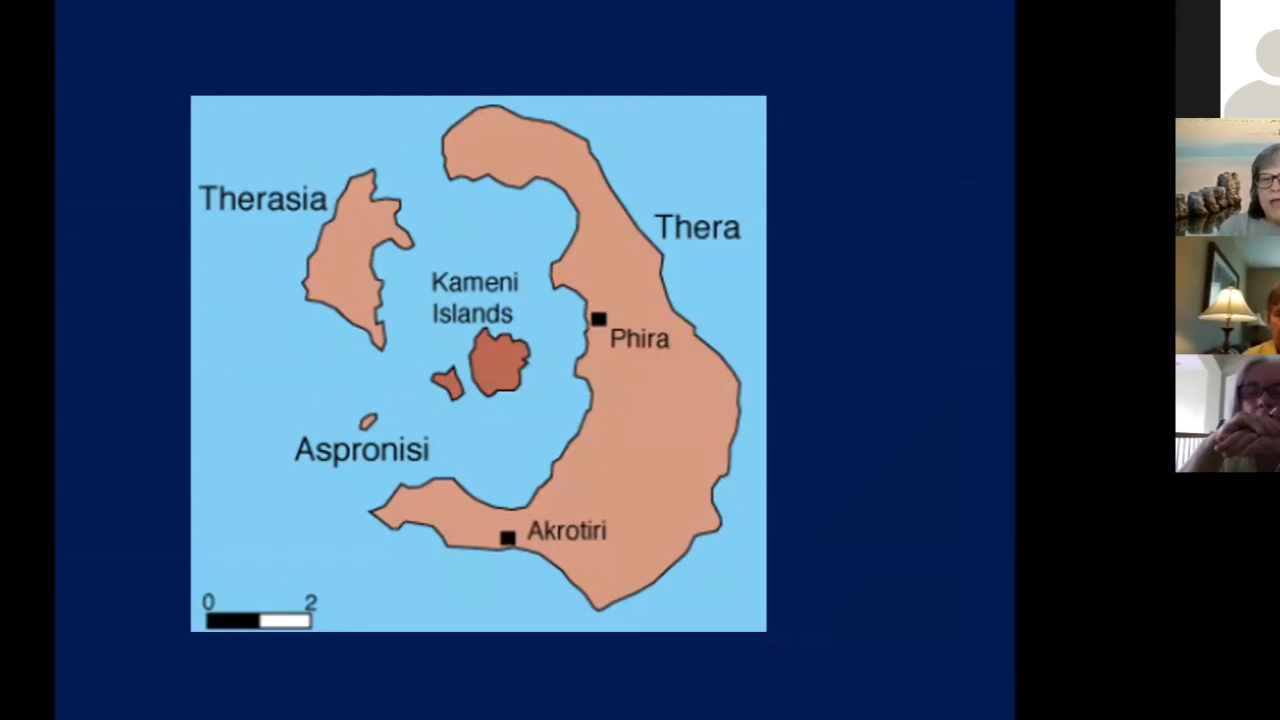 Therasia
Thera
Kameni
Islands
Phira
Aspronisi
Akrotiri
0 2